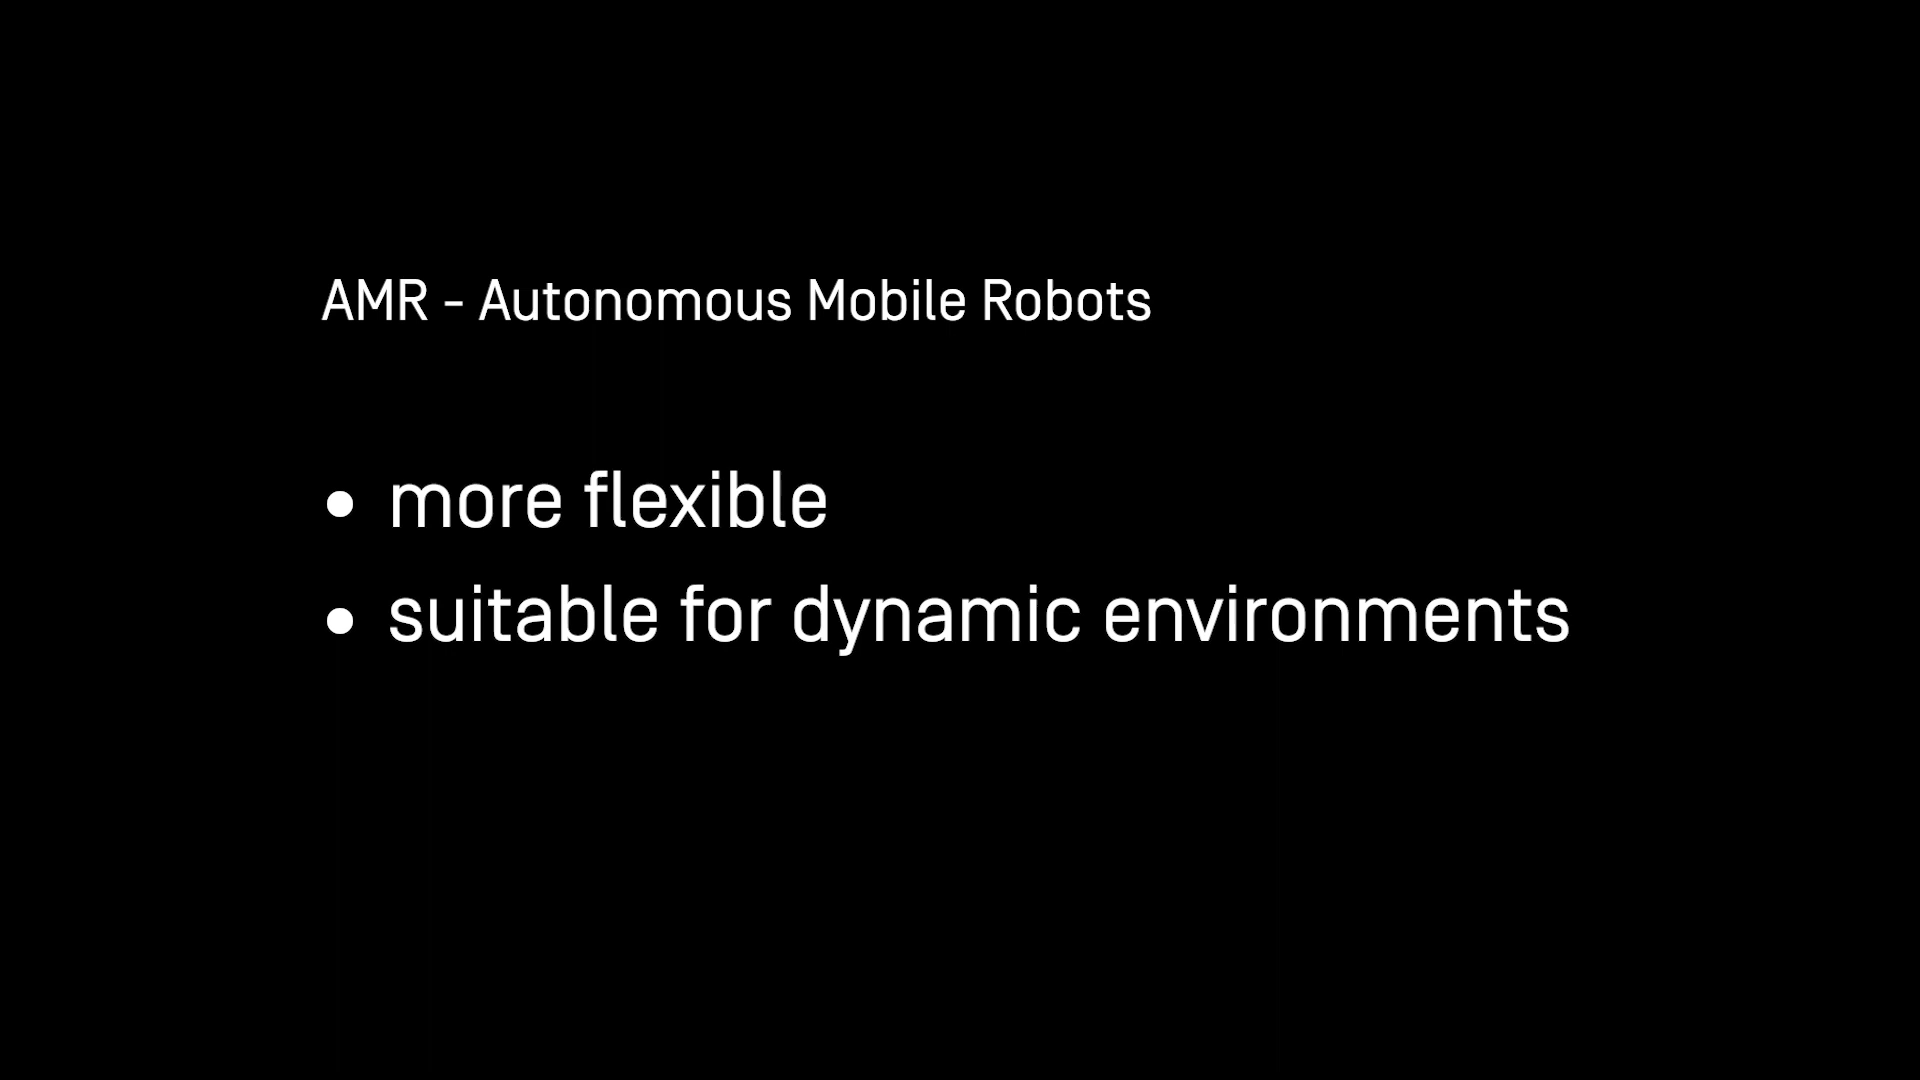 AMR - Autonomous Mobile Robots
• more flexible
• suitable for dynamic environments